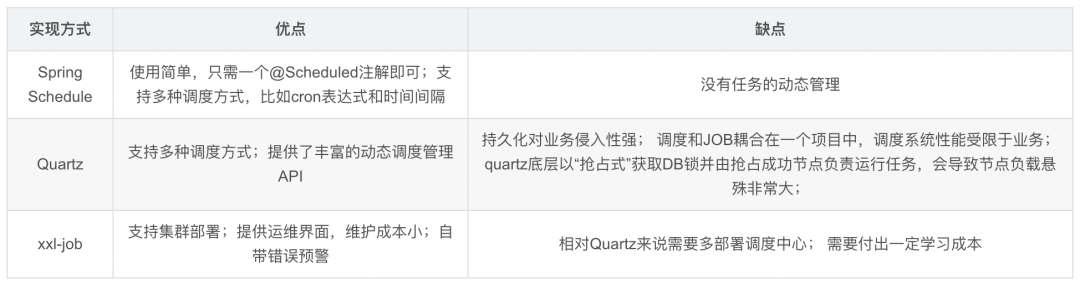 实现方式
优点
缺点
Spring
Schedule
使用简单，只需一个@Scheduled注解即可；支
持多种调度方式，比如cron表达式和时间间隔
没有任务的动态管理
Quartz
支持多种调度方式；提供了丰富的动态调度管理
API
持久化对业务侵入性强； 调度和JOB耦合在一个项目中，调度系统性能受限于业务；
quartz底层以“抢占式”获取DB锁并由抢占成功节点负责运行任务，会导致节点负载悬
殊非常大；
xxl-job
支持集群部署；提供运维界面，维护成本小；自
带错误预警
相对Quartz来说需要多部署调度中心； 需要付出一定学习成本